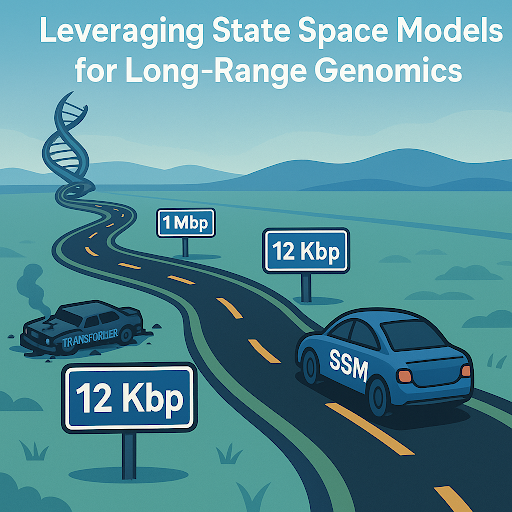 Leveraging State Space Models
for Long-Range Genomics
1 Mbp
12 Kbp
TRANSFORMER
SSM
12 Kbp